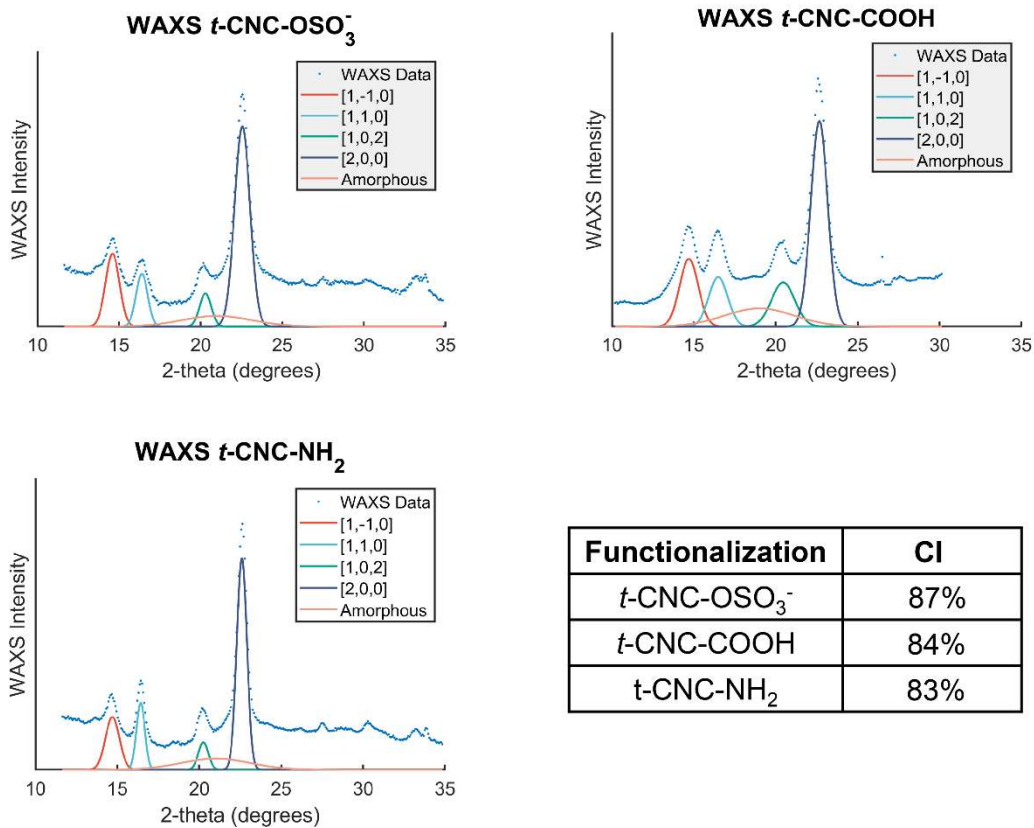 WAXS t-CNC-OSO3-
WAXS Data
[1,-1,0]
[1,1,0]
[1,0,2]
[2,0,0]
Amorphous
WAXS Intensity
10 15 20 25 30 35
2-theta (degrees)
WAXS t-CNC-COOH
WAXS Data
[1,-1,0]
[1,1,0]
[1,0,2]
[2,0,0]
Amorphous
WAXS Intensity
10 15 20 25 30 35
2-theta (degrees)
WAXS t-CNC-NH2
WAXS Data
[1,-1,0]
[1,1,0]
[1,0,2]
[2,0,0]
Amorphous
WAXS Intensity
10 15 20 25 30 35
2-theta (degrees)
Functionalization CI
t-CNC-OSO3- 87%
t-CNC-COOH 84%
t-CNC-NH2 83%